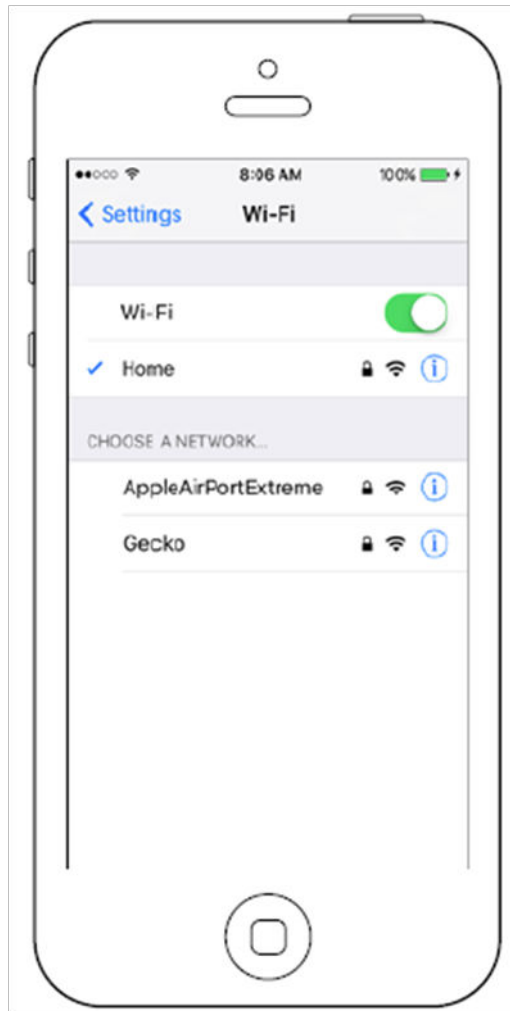 8:06 AM 100%
Settings Wi-Fi
Wi-Fi
Home
CHOOSE A NETWORK...
AppleAirPortExtreme
Gecko